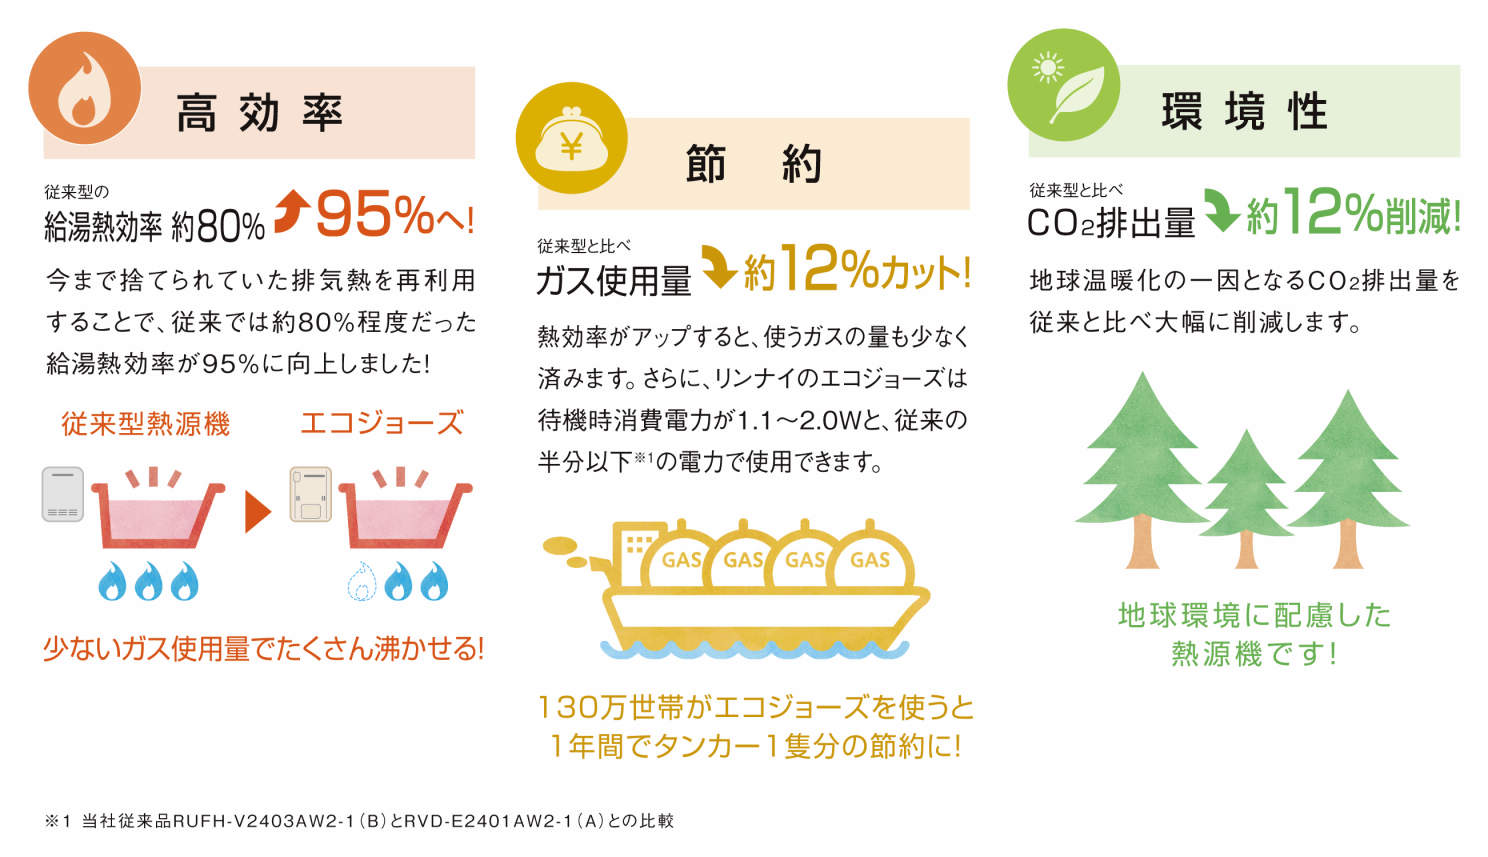 高効率
従来型の
給湯熱効率 約80% 95%へ!
今まで捨てられていた排気熱を再利用
することで、従来では約80%程度だった
給湯熱効率が95%に向上しました!
従来型熱源機 エコジョーズ
少ないガス使用量でたくさん沸かせる!
¥
節約
従来型と比べ
ガス使用量 約12%カット!
熱効率がアップすると、使うガスの量も少なく
済みます。さらに、リンナイのエコジョーズは
待機時消費電力が1.1〜2.0Wと、従来の
半分以下※1の電力で使用できます。
GAS GAS GAS GAS
130万世帯がエコジョーズを使うと
1年間でタンカー1隻分の節約に!
環境性
従来型と比べ
CO2排出量 約12%削減!
地球温暖化の一因となるCO2排出量を
従来と比べ大幅に削減します。
地球環境に配慮した
熱源機です!
※1 当社従来品RUFH-V2403AW2-1(B)とRVD-E2401AW2-1(A)との比較